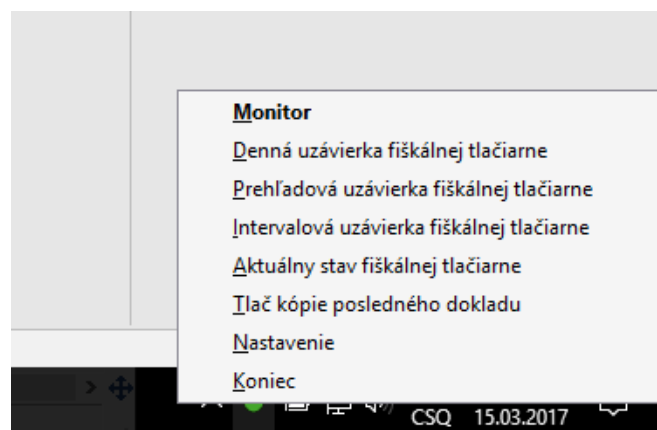 Monitor
Denná uzávierka fiškálnej tlačiarne
Prehľadová uzávierka fiškálnej tlačiarne
Intervalová uzávierka fiškálnej tlačiarne
Aktuálny stav fiškálnej tlačiarne
Tlač kópie posledného dokladu
Nastavenie
Koniec
CSQ 15.03.2017